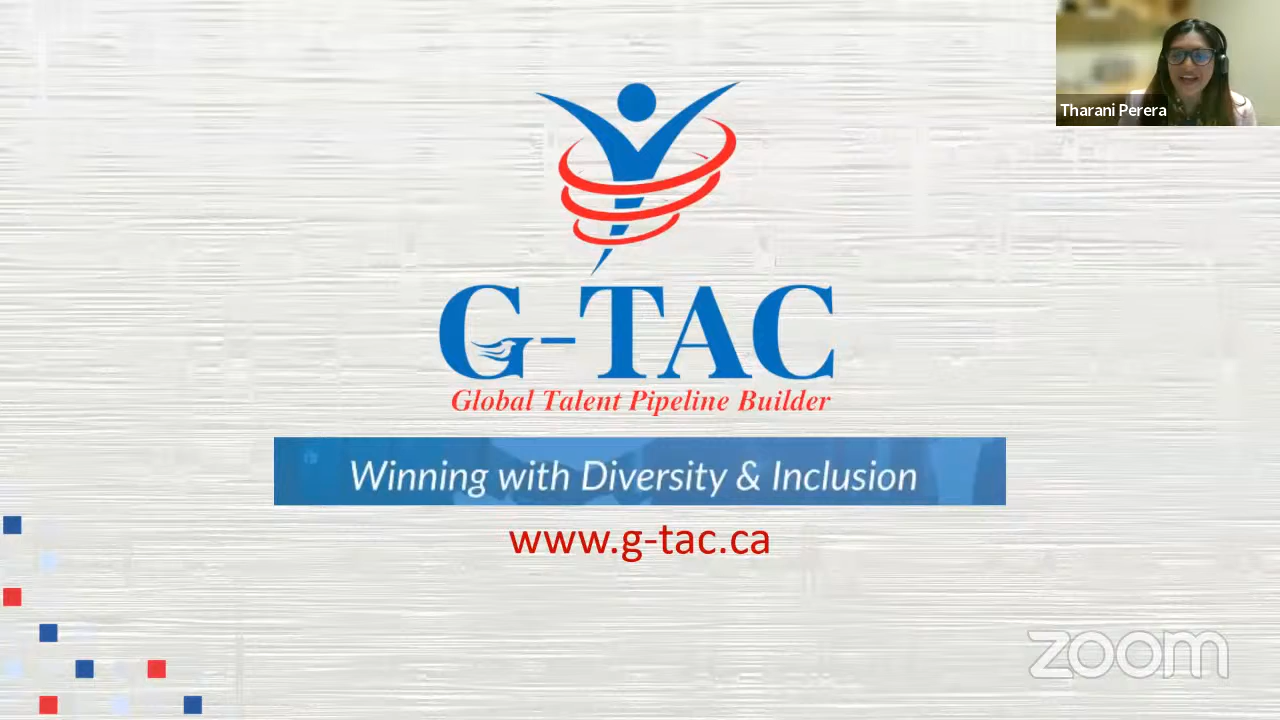 Tharani Perera
G-TAC
Global Talent Pipeline Builder
Winning with Diversity & Inclusion
www.g-tac.ca
zoom